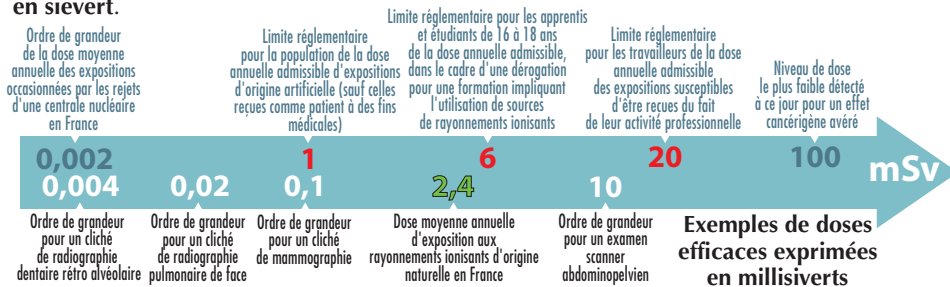 en sievert.
Ordre de grandeur
de la dose moyenne
annuelle des expositions
occasionnées par les rejets
d'une centrale nucléaire
en France
Limite réglementaire
pour la population de la dose
annuelle admissible d'expositions
d'origine artificielle (sauf celles
reçues comme patient à des fins
médicales)
Limite réglementaire pour les apprentis
et étudiants de 16 à 18 ans
de la dose annuelle admissible,
dans le cadre d'une dérogation
pour une formation impliquant
l'utilisation de sources
de rayonnements ionisants
Limite réglementaire
pour les travailleurs de la dose
annuelle admissible
des expositions susceptibles
d'être reçues du fait
de leur activité professionnelle
Niveau de dose
le plus faible détecté
à ce jour pour un effet
cancérigène avéré
0,002
1
6
20
100
mSv
0,004
0,02
0,1
2,4
10
Ordre de grandeur
pour un cliché
de radiographie
dentaire rétro alvéolaire
Ordre de grandeur
pour un cliché
de radiographie
pulmonaire de face
Ordre de grandeur
pour un cliché
de mammographie
Dose moyenne annuelle
d'exposition aux
rayonnements ionisants d'origine
naturelle en France
Ordre de grandeur
pour un examen
scanner
abdominopelvien
Exemples de doses
efficaces exprimées
en millisiverts